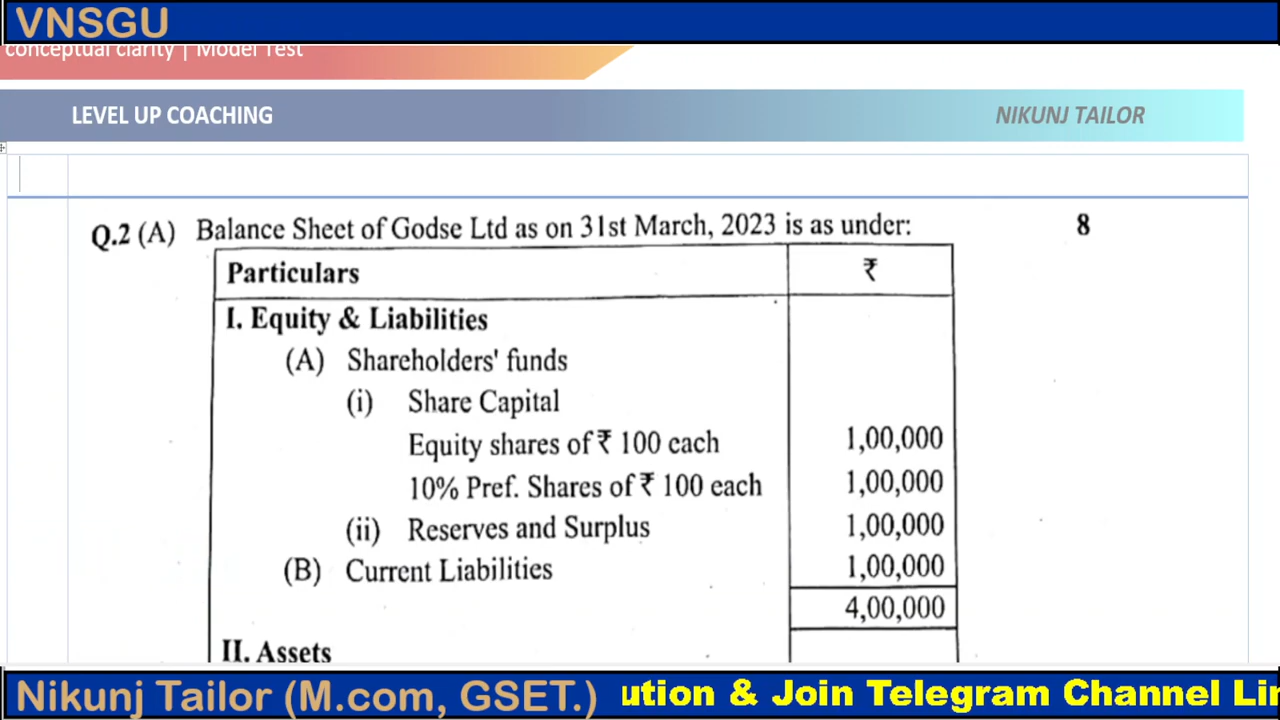 VNSGU
conceptual clarity | Model Test
LEVEL UP COACHING NIKUNJ TAILOR
Q.2 (A) Balance Sheet of Godse Ltd as on 31st March, 2023 is as under: 8
Particulars ₹
I. Equity & Liabilities
(A) Shareholders' funds
(i) Share Capital
Equity shares of ₹ 100 each 1,00,000
10% Pref. Shares of ₹ 100 each 1,00,000
(ii) Reserves and Surplus 1,00,000
(B) Current Liabilities 1,00,000
4,00,000
II. Assets
Nikunj Tailor (M.com, GSET.) ution & Join Telegram Channel Lin